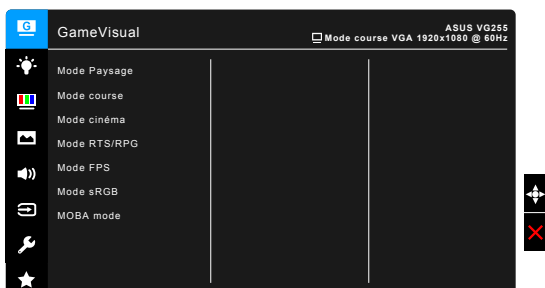 G
GameVisual
ASUS VG255
Mode course VGA 1920x1080 @ 60Hz
Mode Paysage
Mode course
Mode cinéma
Mode RTS/RPG
Mode FPS
Mode sRGB
MOBA mode